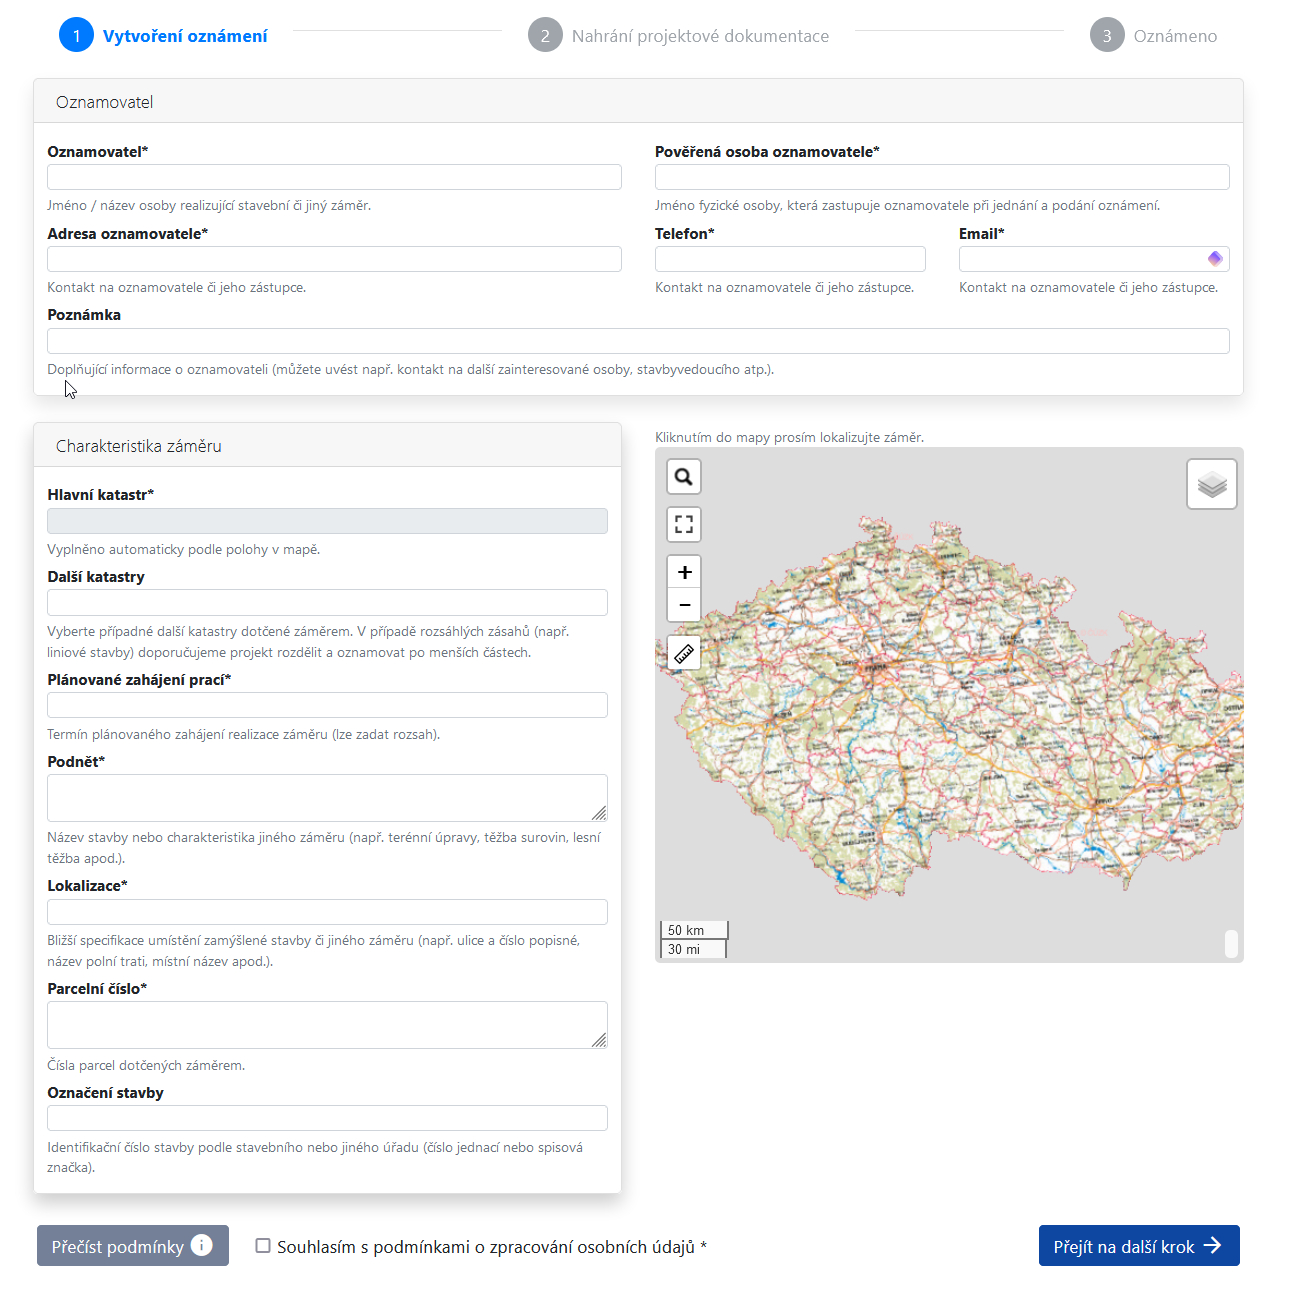 1 Vytvoření oznámení
2 Nahrání projektové dokumentace
3 Oznámeno
Oznamovatel
Oznamovatel*
Jméno / název osoby realizující stavební či jiný záměr.
Pověřená osoba oznamovatele*
Jméno fyzické osoby, která zastupuje oznamovatele při jednání a podání oznámení.
Adresa oznamovatele*
Kontakt na oznamovatele či jeho zástupce.
Telefon*
Kontakt na oznamovatele či jeho zástupce.
Email*
Kontakt na oznamovatele či jeho zástupce.
Poznámka
Doplňující informace o oznamovateli (můžete uvést např. kontakt na další zainteresované osoby, stavbyvedoucího atp.).
Charakteristika záměru
Hlavní katastr*
Vyplněno automaticky podle polohy v mapě.
Další katastry
Vyberte případné další katastry dotčené záměrem. V případě rozsáhlých zásahů (např.
liniové stavby) doporučujeme projekt rozdělit a oznamovat po menších částech.
Plánované zahájení prací*
Termín plánovaného zahájení realizace záměru (lze zadat rozsah).
Podnět*
Název stavby nebo charakteristika jiného záměru (např. terénní úpravy, těžba surovin, lesní
těžba apod.).
Lokalizace*
Bližší specifikace umístění zamýšlené stavby či jiného záměru (např. ulice a číslo popisné,
název polní trati, místní název apod.).
Parcelní číslo*
Čísla parcel dotčených záměrem.
Označení stavby
Identifikační číslo stavby podle stavebního nebo jiného úřadu (číslo jednací nebo spisová
značka).
Kliknutím do mapy prosím lokalizujte záměr.
+
−
50 km
30 mi
Přečíst podmínky i
Souhlasím s podmínkami o zpracování osobních údajů *
Přejít na další krok